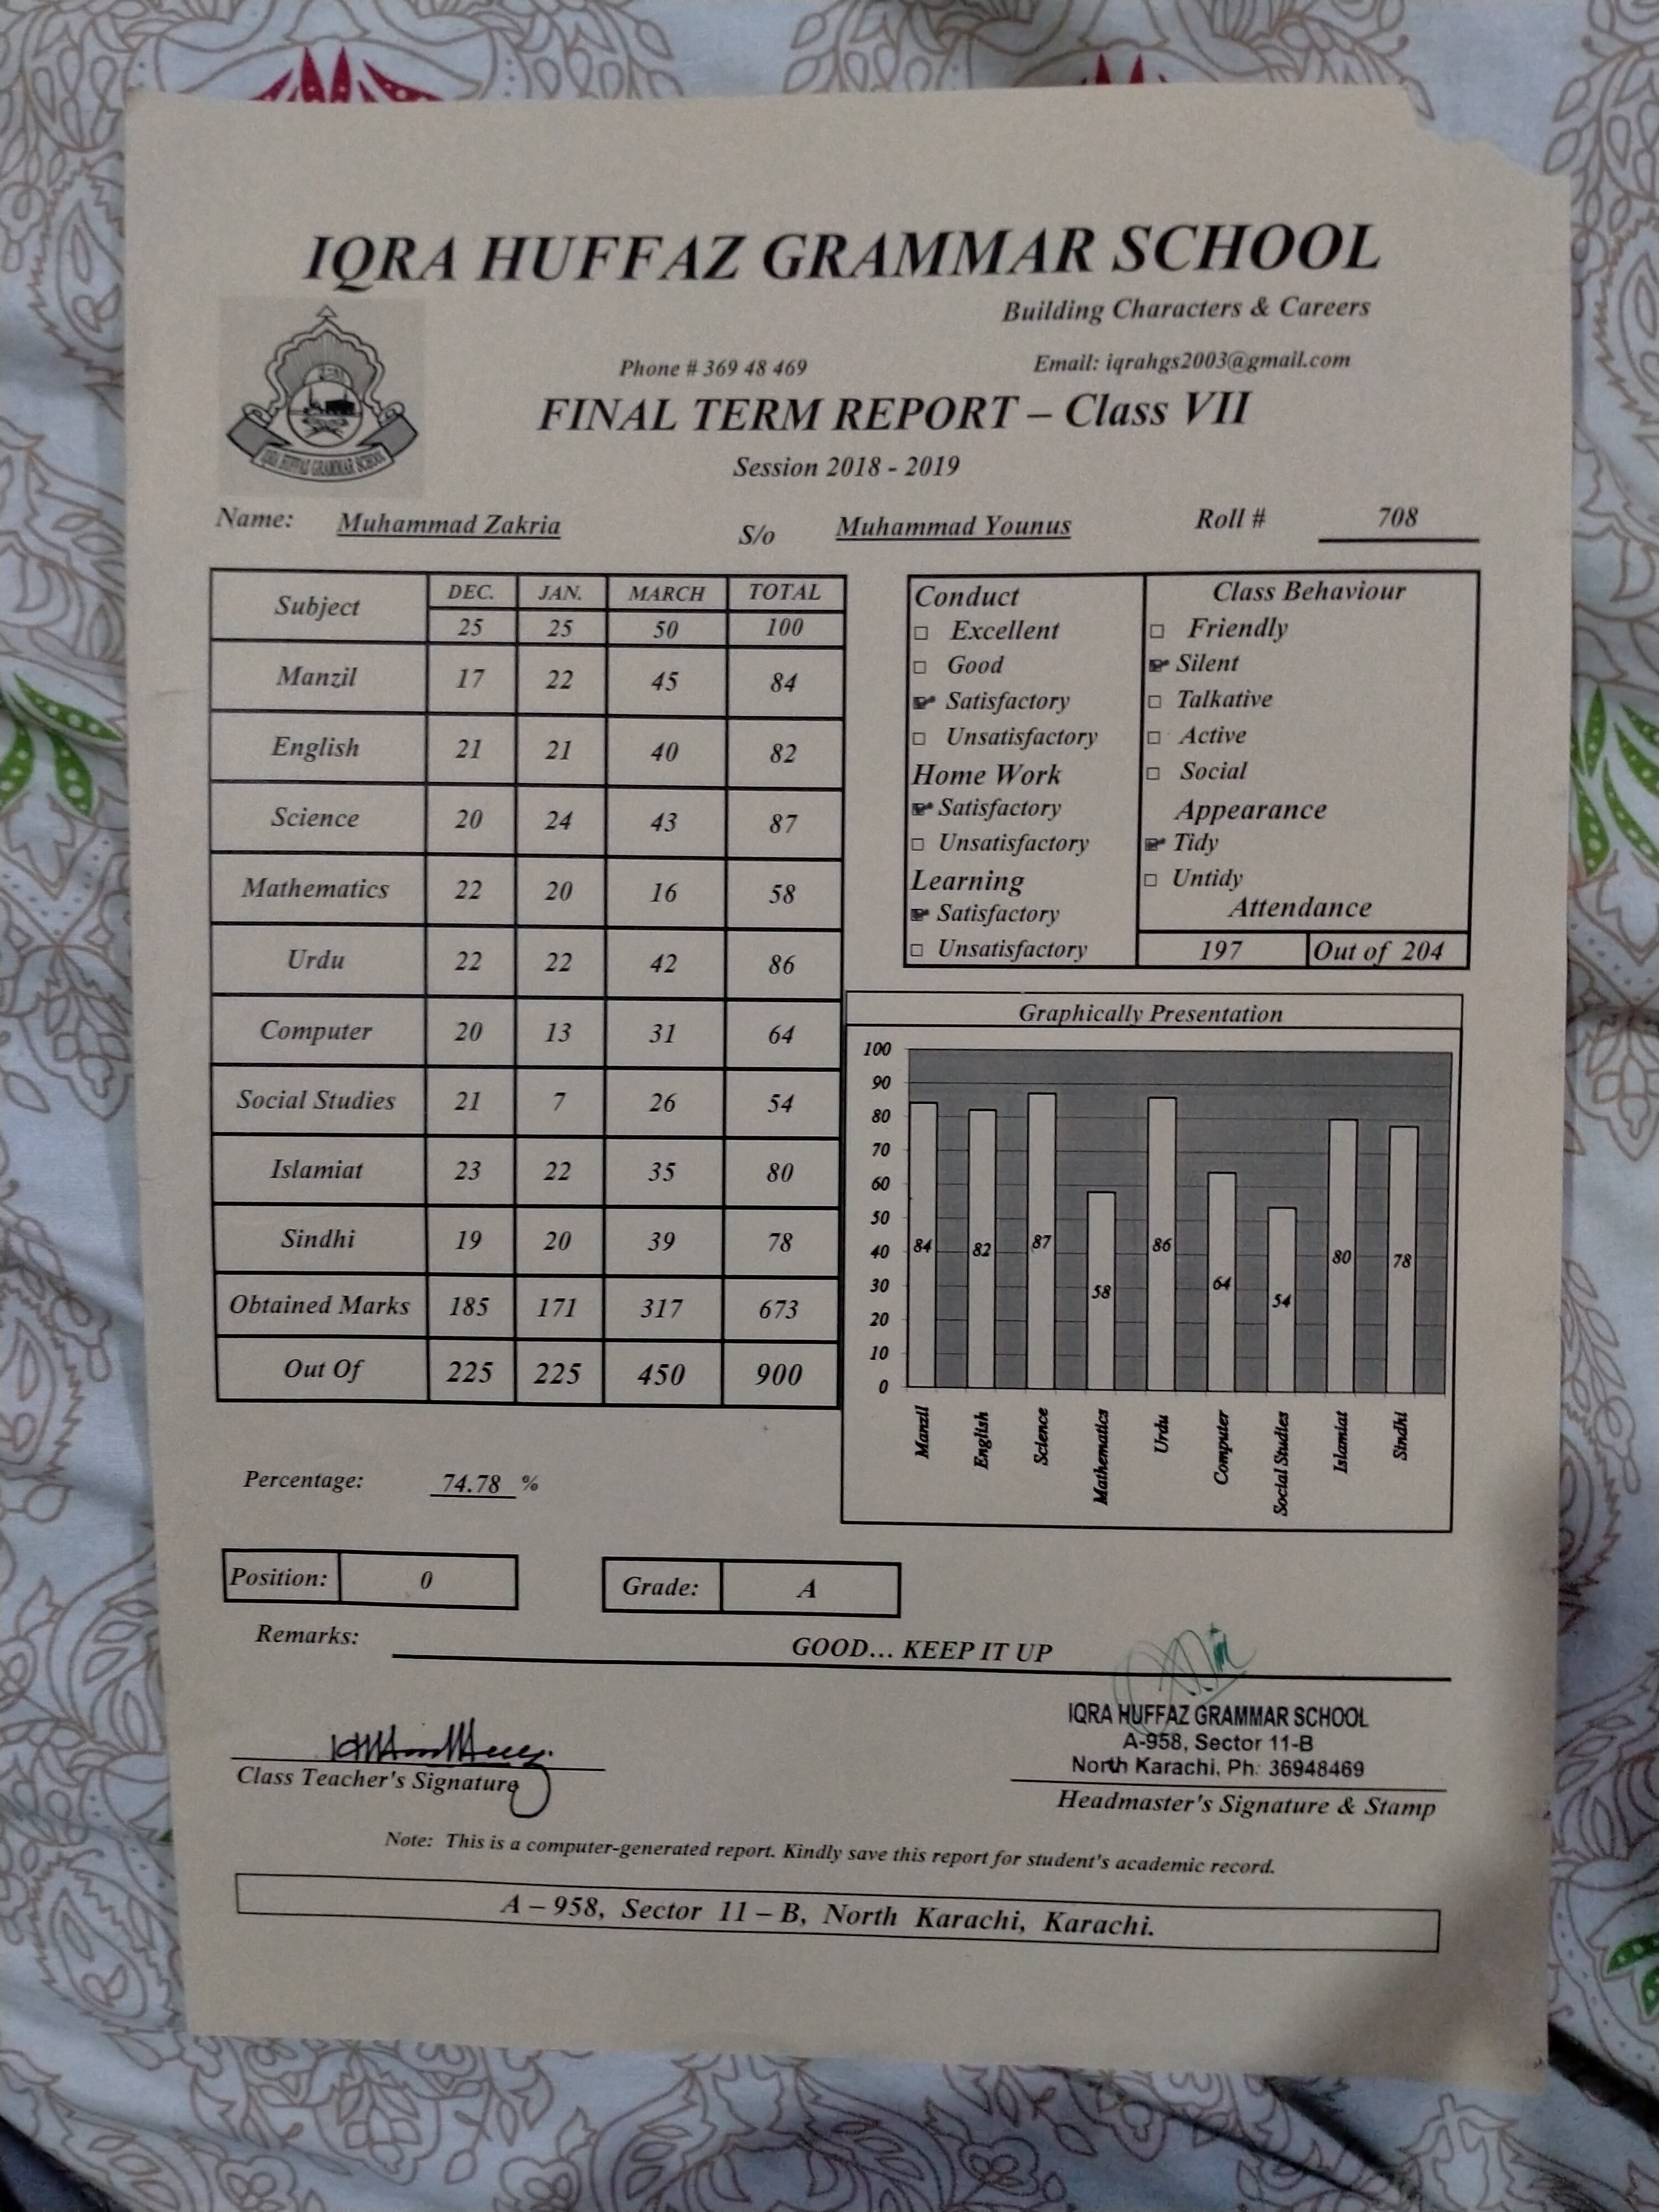 IQRA HUFFAZ GRAMMAR SCHOOL
Building Characters & Careers
Phone # 369 48 469 Email: iqrahgs2003@gmail.com
FINAL TERM REPORT – Class VII
Session 2018 - 2019
IQRA HUFFAZ GRAMMAR SCHOOL
Name: Muhammad Zakria S/o Muhammad Younus Roll # 708
Subject DEC. JAN. MARCH TOTAL
25 25 50 100
Manzil 17 22 45 84
English 21 21 40 82
Science 20 24 43 87
Mathematics 22 20 16 58
Urdu 22 22 42 86
Computer 20 13 31 64
Social Studies 21 7 26 54
Islamiat 23 22 35 80
Sindhi 19 20 39 78
Obtained Marks 185 171 317 673
Out Of 225 225 450 900
Conduct
Excellent
Good
Satisfactory
Unsatisfactory
Home Work
Satisfactory
Unsatisfactory
Learning
Satisfactory
Unsatisfactory
Class Behaviour
Friendly
Silent
Talkative
Active
Social
Appearance
Tidy
Untidy
Attendance
197 Out of 204
Graphically Presentation
100
90
80
70
60
50
40
30
20
10
0
84 82 87 58 86 64 54 80 78
Manzil English Science Mathematics Urdu Computer Social Studies Islamiat Sindhi
Percentage: 74.78 %
Position: 0 Grade: A
Remarks: GOOD... KEEP IT UP
IQRA HUFFAZ GRAMMAR SCHOOL
A-958, Sector 11-B
North Karachi, Ph: 36948469
Class Teacher's Signature
Headmaster's Signature & Stamp
Note: This is a computer-generated report. Kindly save this report for student's academic record.
A – 958, Sector 11 – B, North Karachi, Karachi.